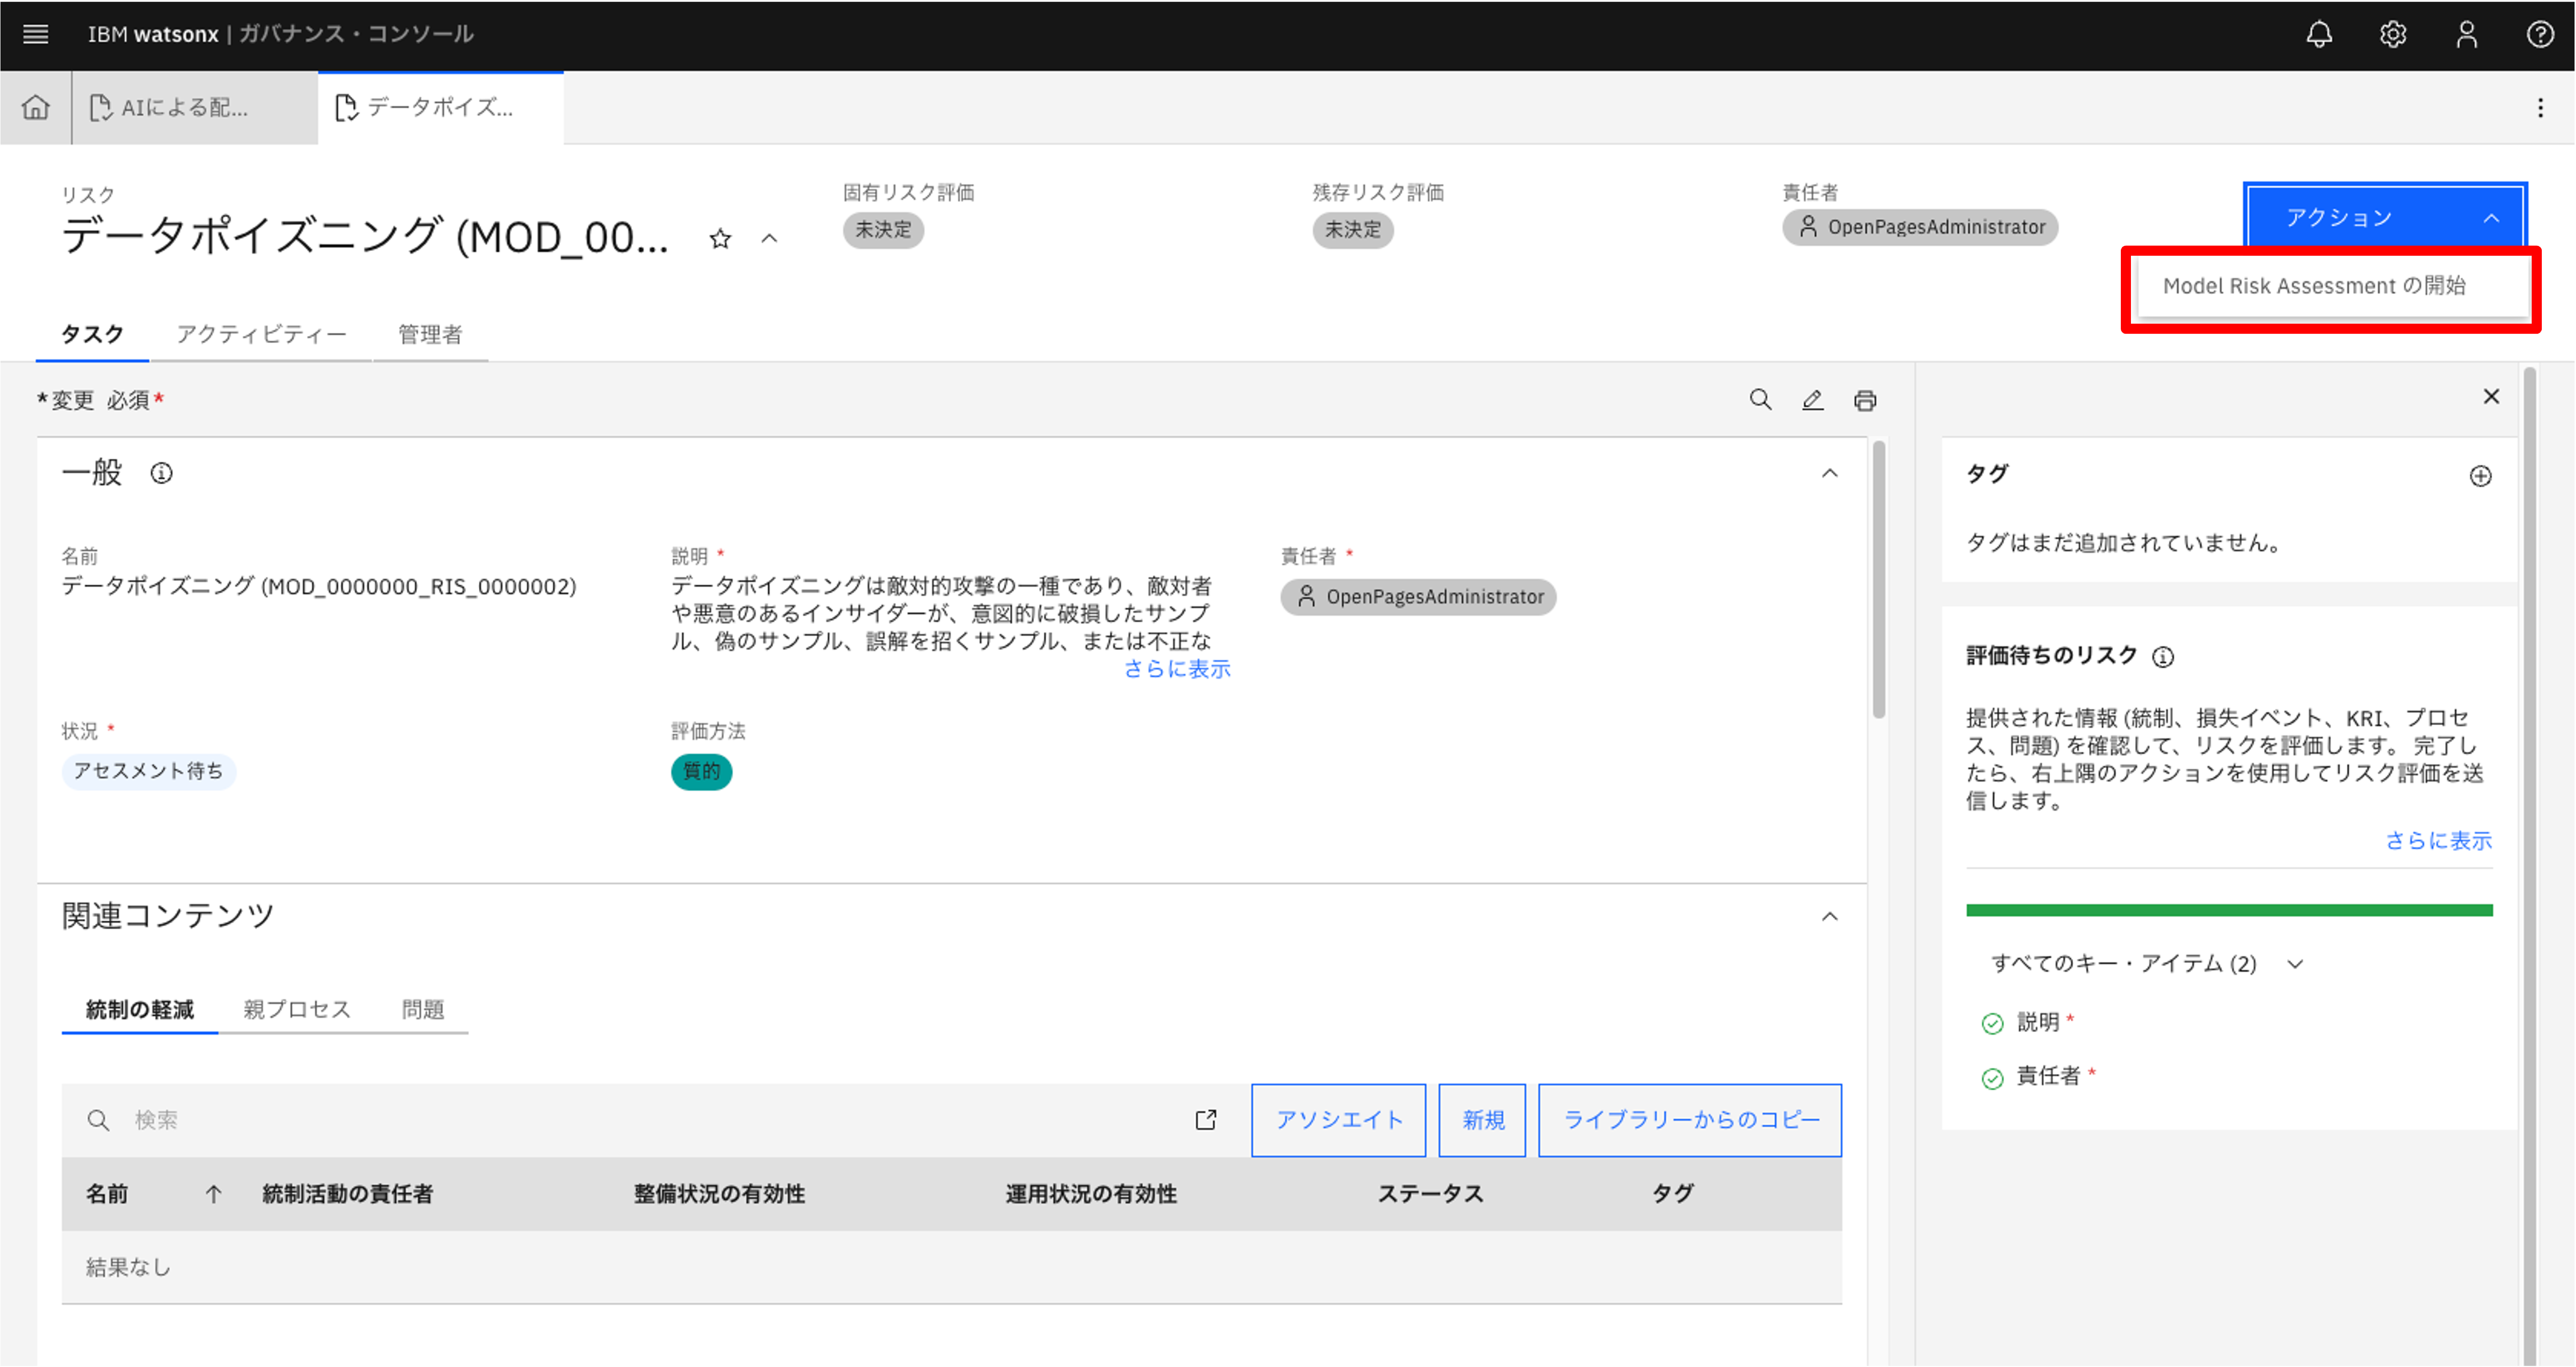 IBM watsonx | ガバナンス・コンソール
AIによる配...
データポイズ...
リスク
データポイズニング (MOD_00...
固有リスク評価
未決定
残存リスク評価
未決定
責任者
OpenPagesAdministrator
アクション
Model Risk Assessment の開始
タスク
アクティビティー
管理者
*変更 必須*
一般
名前
データポイズニング (MOD_0000000_RIS_0000002)
説明 *
データポイズニングは敵対的攻撃の一種であり、敵対者
や悪意のあるインサイダーが、意図的に破損したサンプ
ル、偽のサンプル、誤解を招くサンプル、または不正な
さらに表示
責任者 *
OpenPagesAdministrator
状況 *
アセスメント待ち
評価方法
質的
関連コンテンツ
統制の軽減
親プロセス
問題
検索
アソシエイト
新規
ライブラリーからのコピー
名前
統制活動の責任者
整備状況の有効性
運用状況の有効性
ステータス
タグ
結果なし
タグ
タグはまだ追加されていません。
評価待ちのリスク
提供された情報 (統制、損失イベント、KRI、プロセ
ス、問題) を確認して、リスクを評価します。 完了し
たら、右上隅のアクションを使用してリスク評価を送
信します。
さらに表示
すべてのキー・アイテム (2)
説明 *
責任者 *